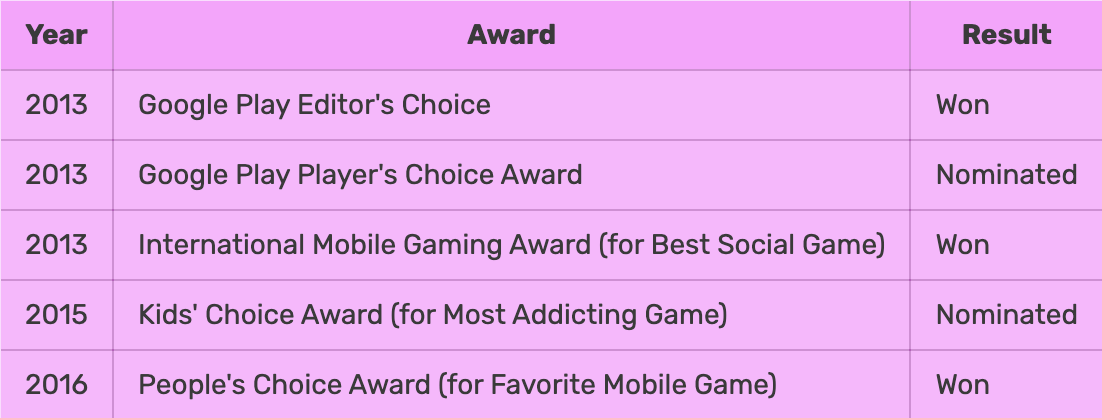 Year Award Result
2013 Google Play Editor's Choice Won
2013 Google Play Player's Choice Award Nominated
2013 International Mobile Gaming Award (for Best Social Game) Won
2015 Kids' Choice Award (for Most Addicting Game) Nominated
2016 People's Choice Award (for Favorite Mobile Game) Won